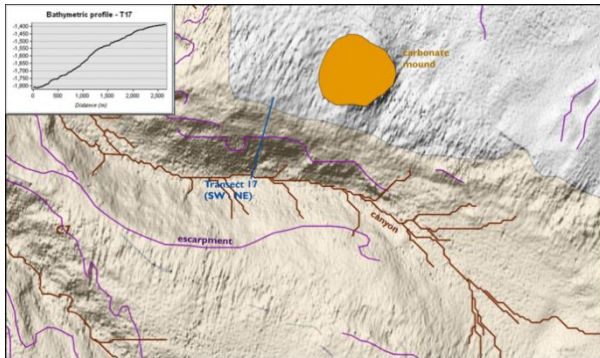 Bathymetric profile - T17
-1,400
-1,450
-1,500
-1,550
-1,600
-1,650
-1,700
-1,750
-1,800
0
500
1,000
1,500
2,000
2,500
Distance (m)
carbonate
mound
Transect 17
(SW - NE)
canyon
escarpment
C7